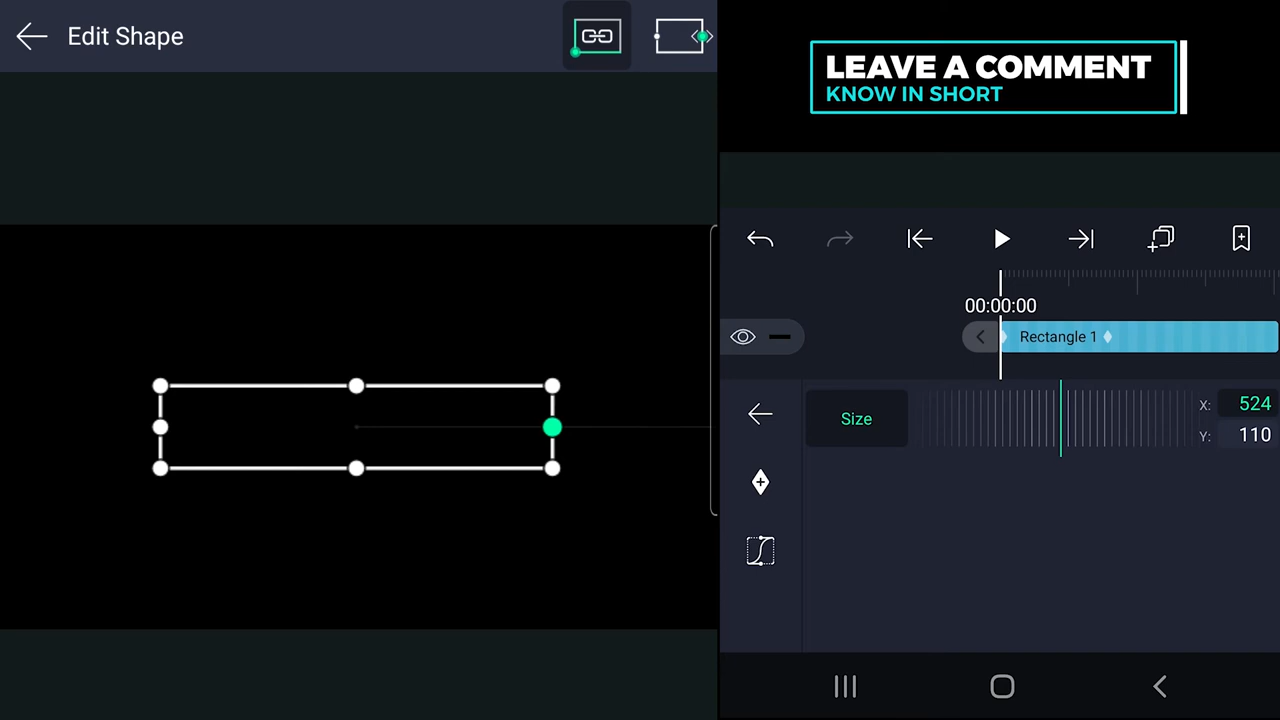 Edit Shape
LEAVE A COMMENT
KNOW IN SHORT
00:00:00
Rectangle 1
Size
X: 524
Y: 110